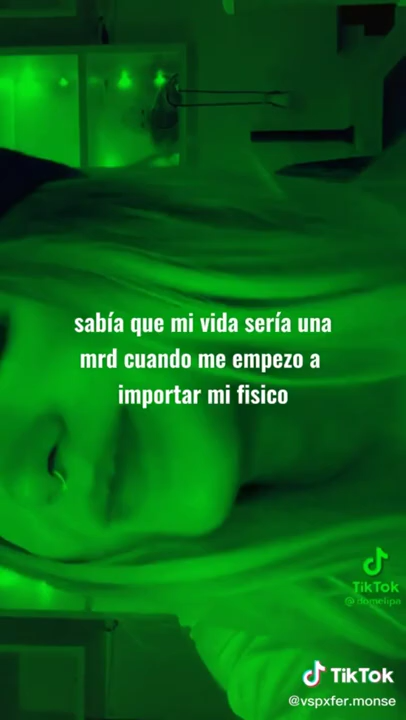 sabía que mi vida sería una
mrd cuando me empezo a
importar mi fisico
TikTok
@domelipa
TikTok
@vspxfer.monse